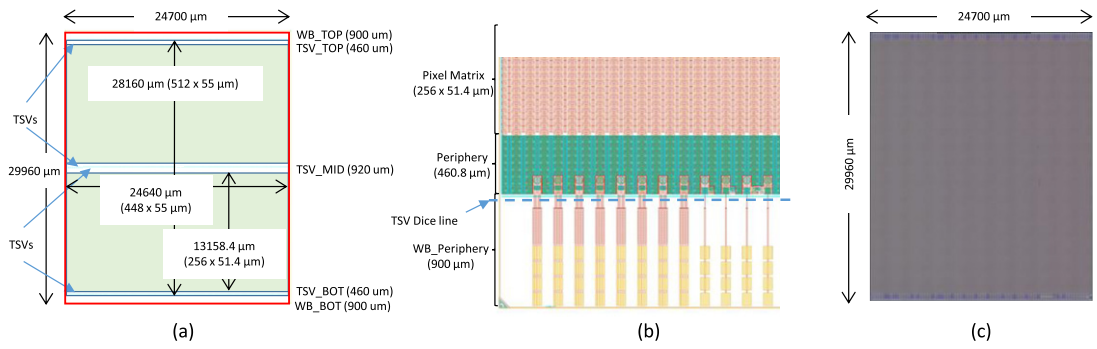 24700 µm
WB_TOP (900 um)
TSV_TOP (460 um)
28160 µm (512 x 55 µm)
TSVs
29960 µm
TSV_MID (920 um)
24640 µm
(448 x 55 µm)
TSVs
13158.4 µm
(256 x 51.4 µm)
TSV_BOT (460 um)
WB_BOT (900 um)
(a)
Pixel Matrix
(256 x 51.4 µm)
Periphery
(460.8 µm)
TSV Dice line
WB_Periphery
(900 µm)
(b)
24700 µm
29960 µm
(c)